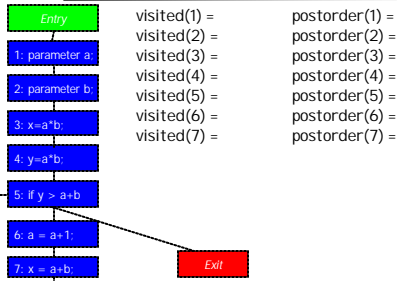 Entry
1: parameter a;
2: parameter b;
3: x=a*b;
4: y=a*b;
5: if y > a+b
6: a = a+1;
7: x = a+b;
Exit
visited(1) =
visited(2) =
visited(3) =
visited(4) =
visited(5) =
visited(6) =
visited(7) =
postorder(1) =
postorder(2) =
postorder(3) =
postorder(4) =
postorder(5) =
postorder(6) =
postorder(7) =